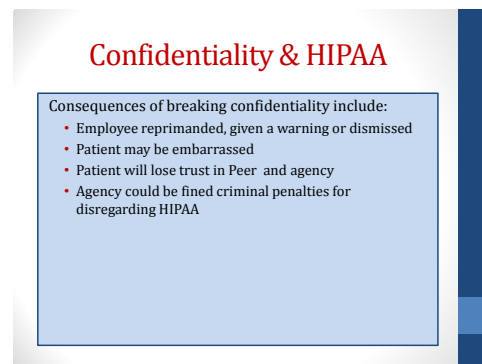 Confidentiality & HIPAA
Consequences of breaking confidentiality include:
• Employee reprimanded, given a warning or dismissed
• Patient may be embarrassed
• Patient will lose trust in Peer and agency
• Agency could be fined criminal penalties for
disregarding HIPAA